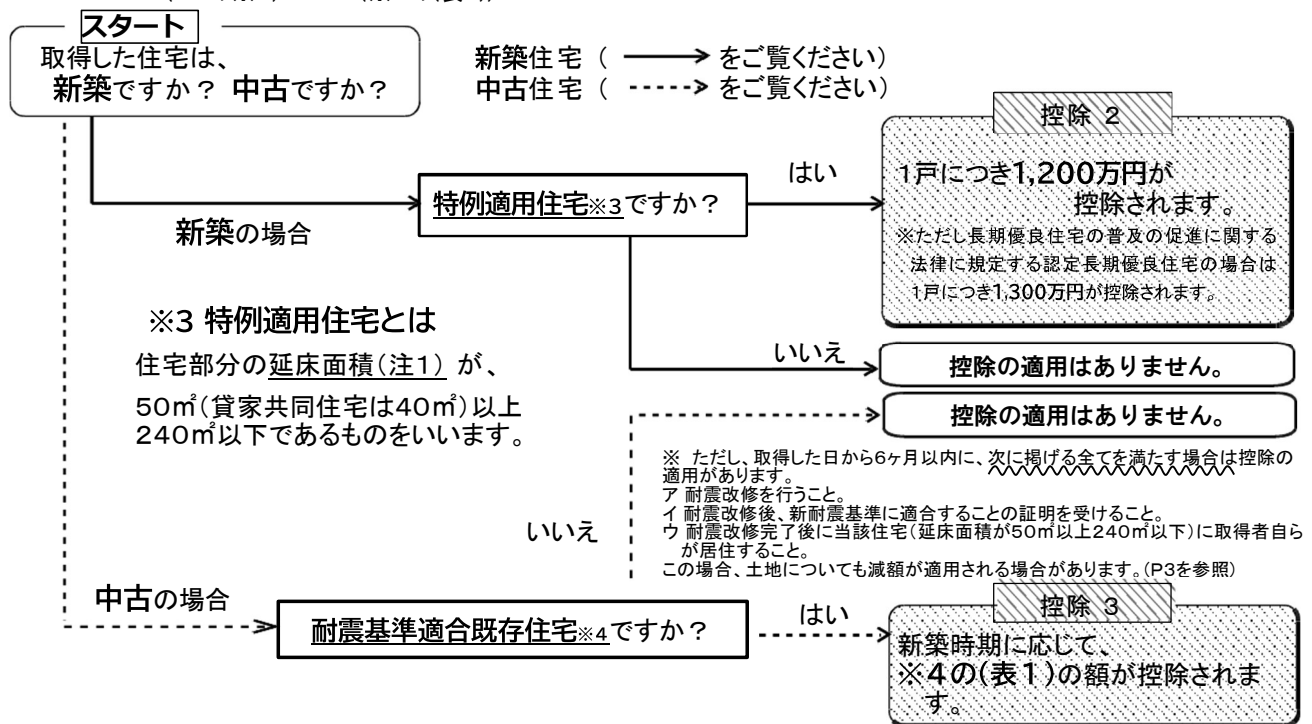 スタート
取得した住宅は、
新築ですか? 中古ですか?
新築住宅 ( をご覧ください)
中古住宅 ( をご覧ください)
控除 2
1戸につき1,200万円が
控除されます。
※ただし長期優良住宅の普及の促進に関する
法律に規定する認定長期優良住宅の場合は
1戸につき1,300万円が控除されます。
はい
特例適用住宅※3ですか?
新築の場合
※3 特例適用住宅とは
住宅部分の延床面積(注1) が、
50㎡(貸家共同住宅は40㎡)以上
240㎡以下であるものをいいます。
いいえ
控除の適用はありません。
控除の適用はありません。
※ ただし、取得した日から6ヶ月以内に、次に掲げる全てを満たす場合は控除の
適用があります。
ア 耐震改修を行うこと。
イ 耐震改修後、新耐震基準に適合することの証明を受けること。
ウ 耐震改修完了後に当該住宅(延床面積が50㎡以上240㎡以下)に取得者自ら
が居住すること。
この場合、土地についても減額が適用される場合があります。(P3を参照)
いいえ
中古の場合
耐震基準適合既存住宅※4ですか?
はい
控除 3
新築時期に応じて、
※4の(表1)の額が控除されま
す。